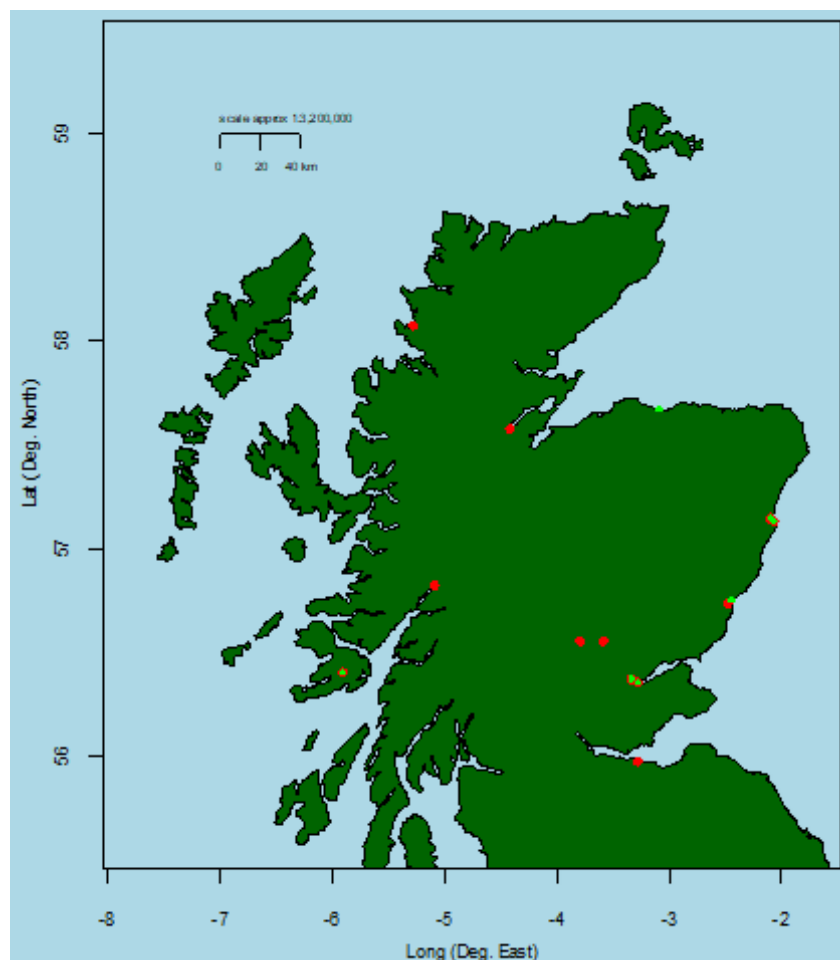 scale approx 1:3,200,000
0 20 40 km
59
58
57
56
Lat (Deg. North)
-8 -7 -6 -5 -4 -3 -2
Long (Deg. East)